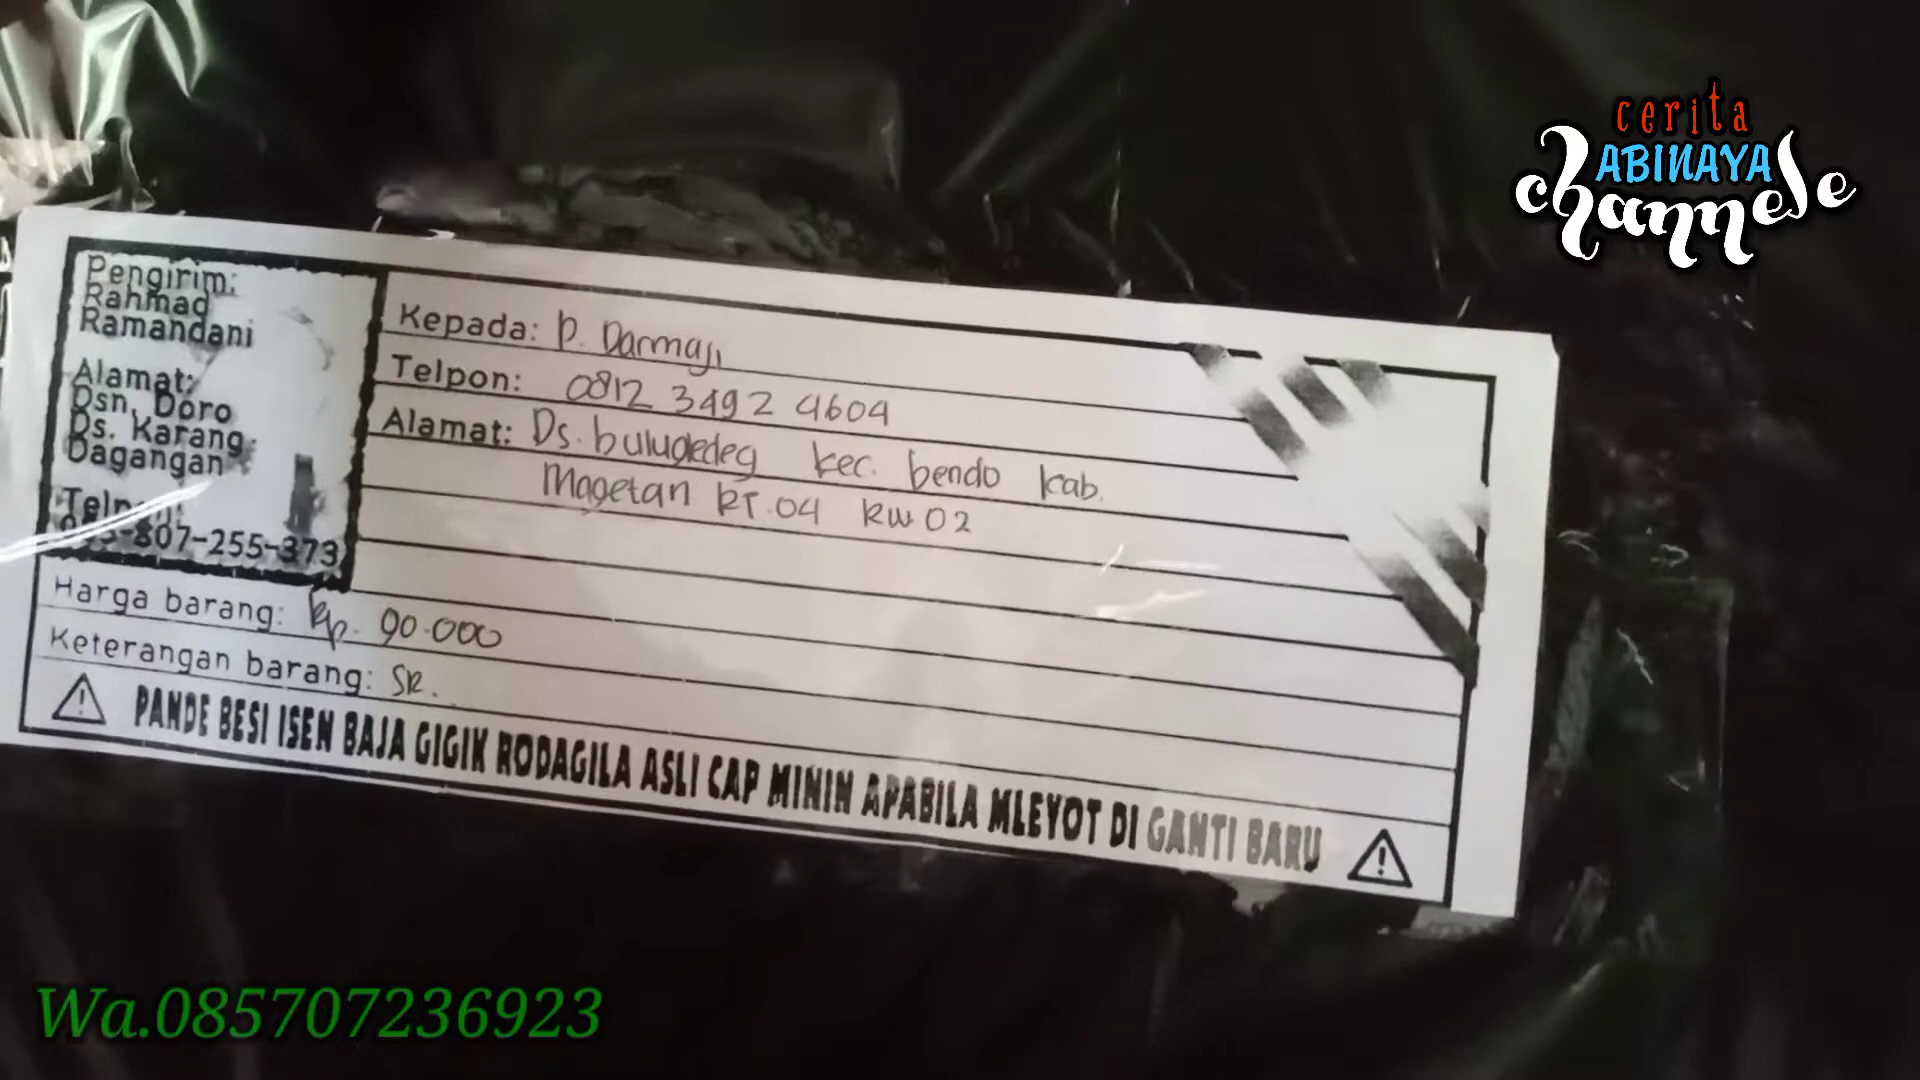 cerita
ABINAYA
channele
Pengirim:
Rahmad
Ramandani
Alamat:
Dsn. Doro
Ds. Karang
Dagangan
807-255-373
Kepada: P. Darmaji
Telpon: 0812 3492 4604
Alamat: Ds. bulugledeg kec. bendo kab.
Magetan RT.04 RW 02
Harga barang: Rp. 90.000
Keterangan barang: SR.
PANDE BESI ISEN BAJA GIGIK RODAGILA ASLI CAP MININ APABILA MLEYOT DI GANTI BARU
Wa.085707236923